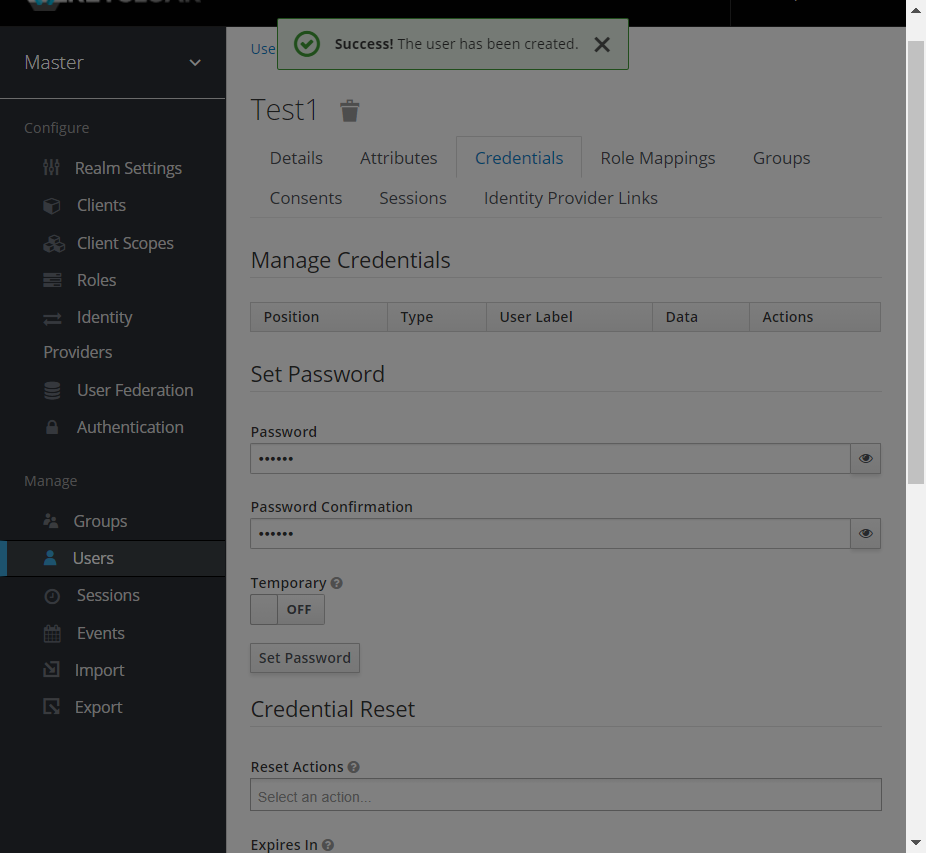 Success! The user has been created.
Master
Use
Test1
Configure
Details
Attributes
Credentials
Role Mappings
Groups
Realm Settings
Consents
Sessions
Identity Provider Links
Clients
Client Scopes
Manage Credentials
Roles
Position
Type
User Label
Data
Actions
Identity
Providers
Set Password
User Federation
Authentication
Password
••••••
Manage
Password Confirmation
••••••
Groups
Users
Temporary
OFF
Sessions
Events
Set Password
Import
Export
Credential Reset
Reset Actions
Select an action...
Expires In